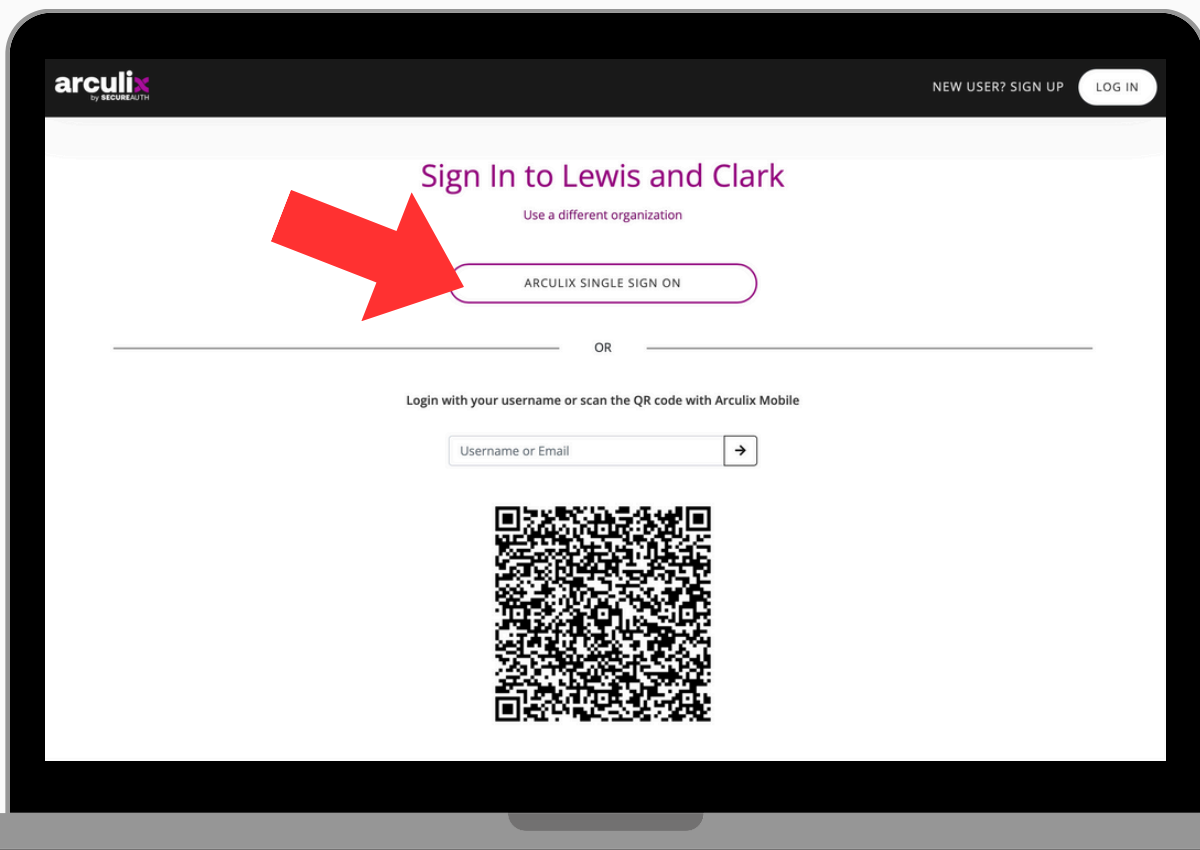 arculix
by SECUREAUTH
NEW USER? SIGN UP
LOG IN
Sign In to Lewis and Clark
Use a different organization
ARCULIX SINGLE SIGN ON
OR
Login with your username or scan the QR code with Arculix Mobile
Username or Email